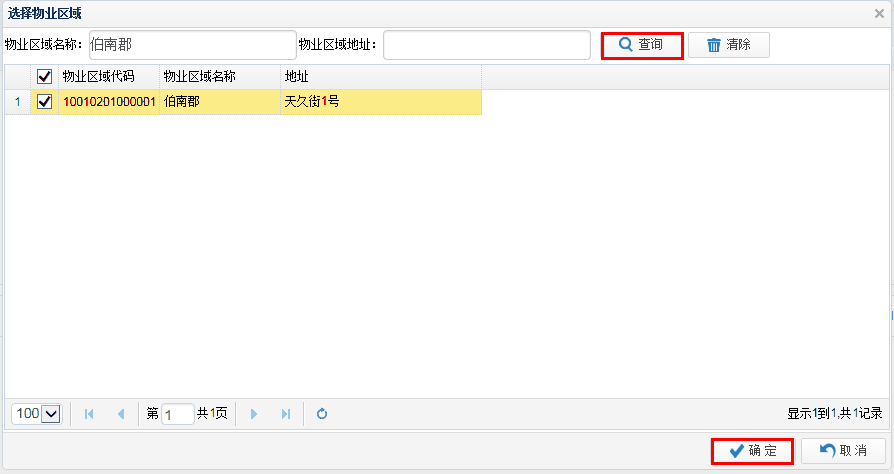 选择物业区域
物业区域名称： 伯南郡 物业区域地址： 查询 清除
物业区域代码 物业区域名称 地址
1 10010201000001 伯南郡 天久街1号
100 第 1 共1页 显示1到1,共1记录
确定 取消